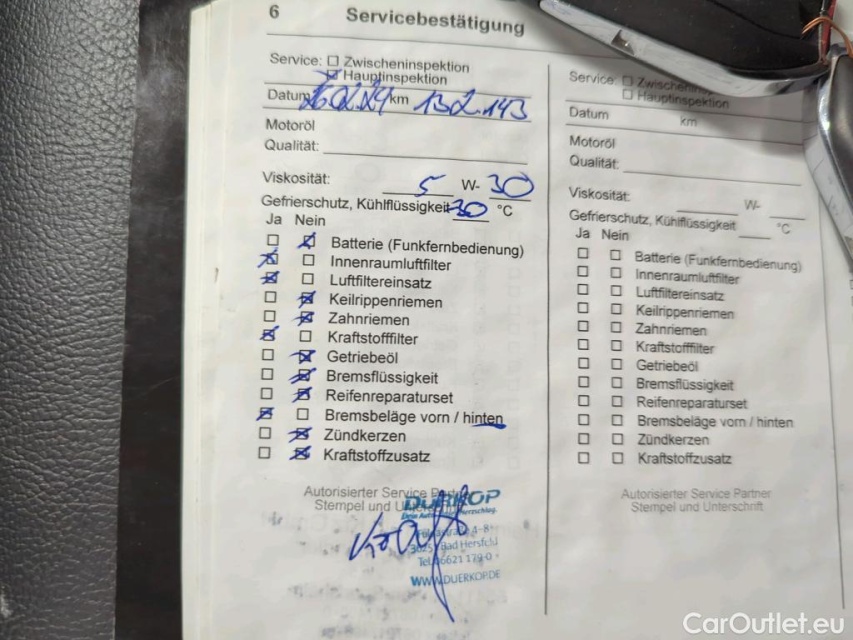 6 Servicebestätigung
Service: Zwischeninspektion
Hauptinspektion
Datum km 132.143
Motoröl
Qualität:
Viskosität: 5 W- 30
Gefrierschutz, Kühlflüssigkeit -30 °C
Ja Nein
Batterie (Funkfernbedienung)
Innenraumluftfilter
Luftfiltereinsatz
Keilrippenriemen
Zahnriemen
Kraftstofffilter
Getriebeöl
Bremsflüssigkeit
Reifenreparaturset
Bremsbeläge vorn / hinten
Zündkerzen
Kraftstoffzusatz
Autorisierter Service Partner
Stempel und
DUERKOP
Bad Hersfeld
WWW.DUERKOP.DE
Service: Zwischeninsp
Hauptinspektion
Datum km
Motoröl
Qualität:
Viskosität: W-
Gefrierschutz, Kühlflüssigkeit °C
Ja Nein
Batterie (Funkfernbedienung)
Innenraumluftfilter
Luftfiltereinsatz
Keilrippenriemen
Zahnriemen
Kraftstofffilter
Getriebeöl
Bremsflüssigkeit
Reifenreparaturset
Bremsbeläge vorn / hinten
Zündkerzen
Kraftstoffzusatz
Autorisierter Service Partner
Stempel und Unterschrift
CarOutlet.eu